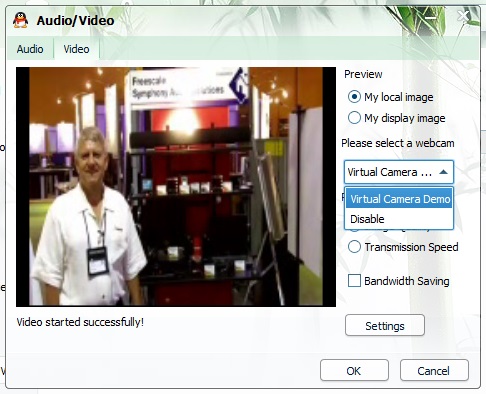 Audio/Video
Audio
Video
Freescale
Symphony
Preview
My local image
My display image
Please select a webcam
Virtual Camera ...
Virtual Camera Demo
Disable
Transmission Speed
Bandwidth Saving
Video started successfully!
Settings
OK
Cancel